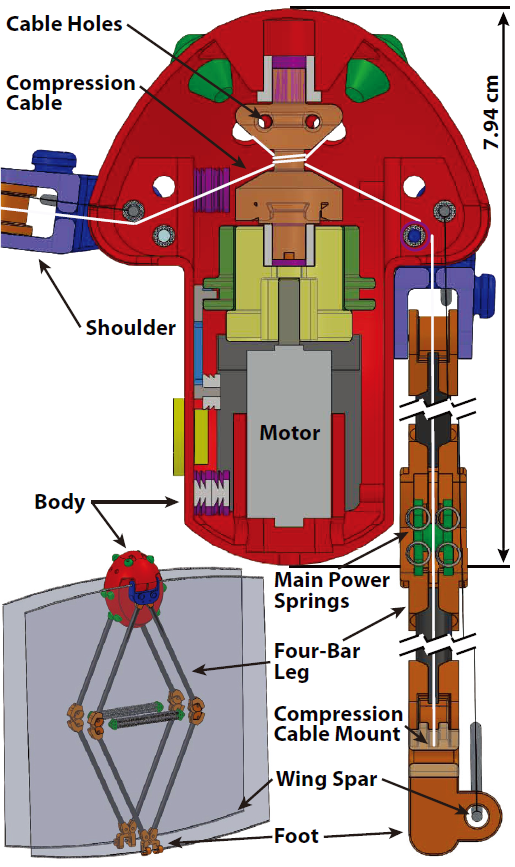 Cable Holes
Compression
Cable
7.94 cm
Shoulder
Motor
Body
Main Power
Springs
Four-Bar
Leg
Compression
Cable Mount
Wing Spar
Foot